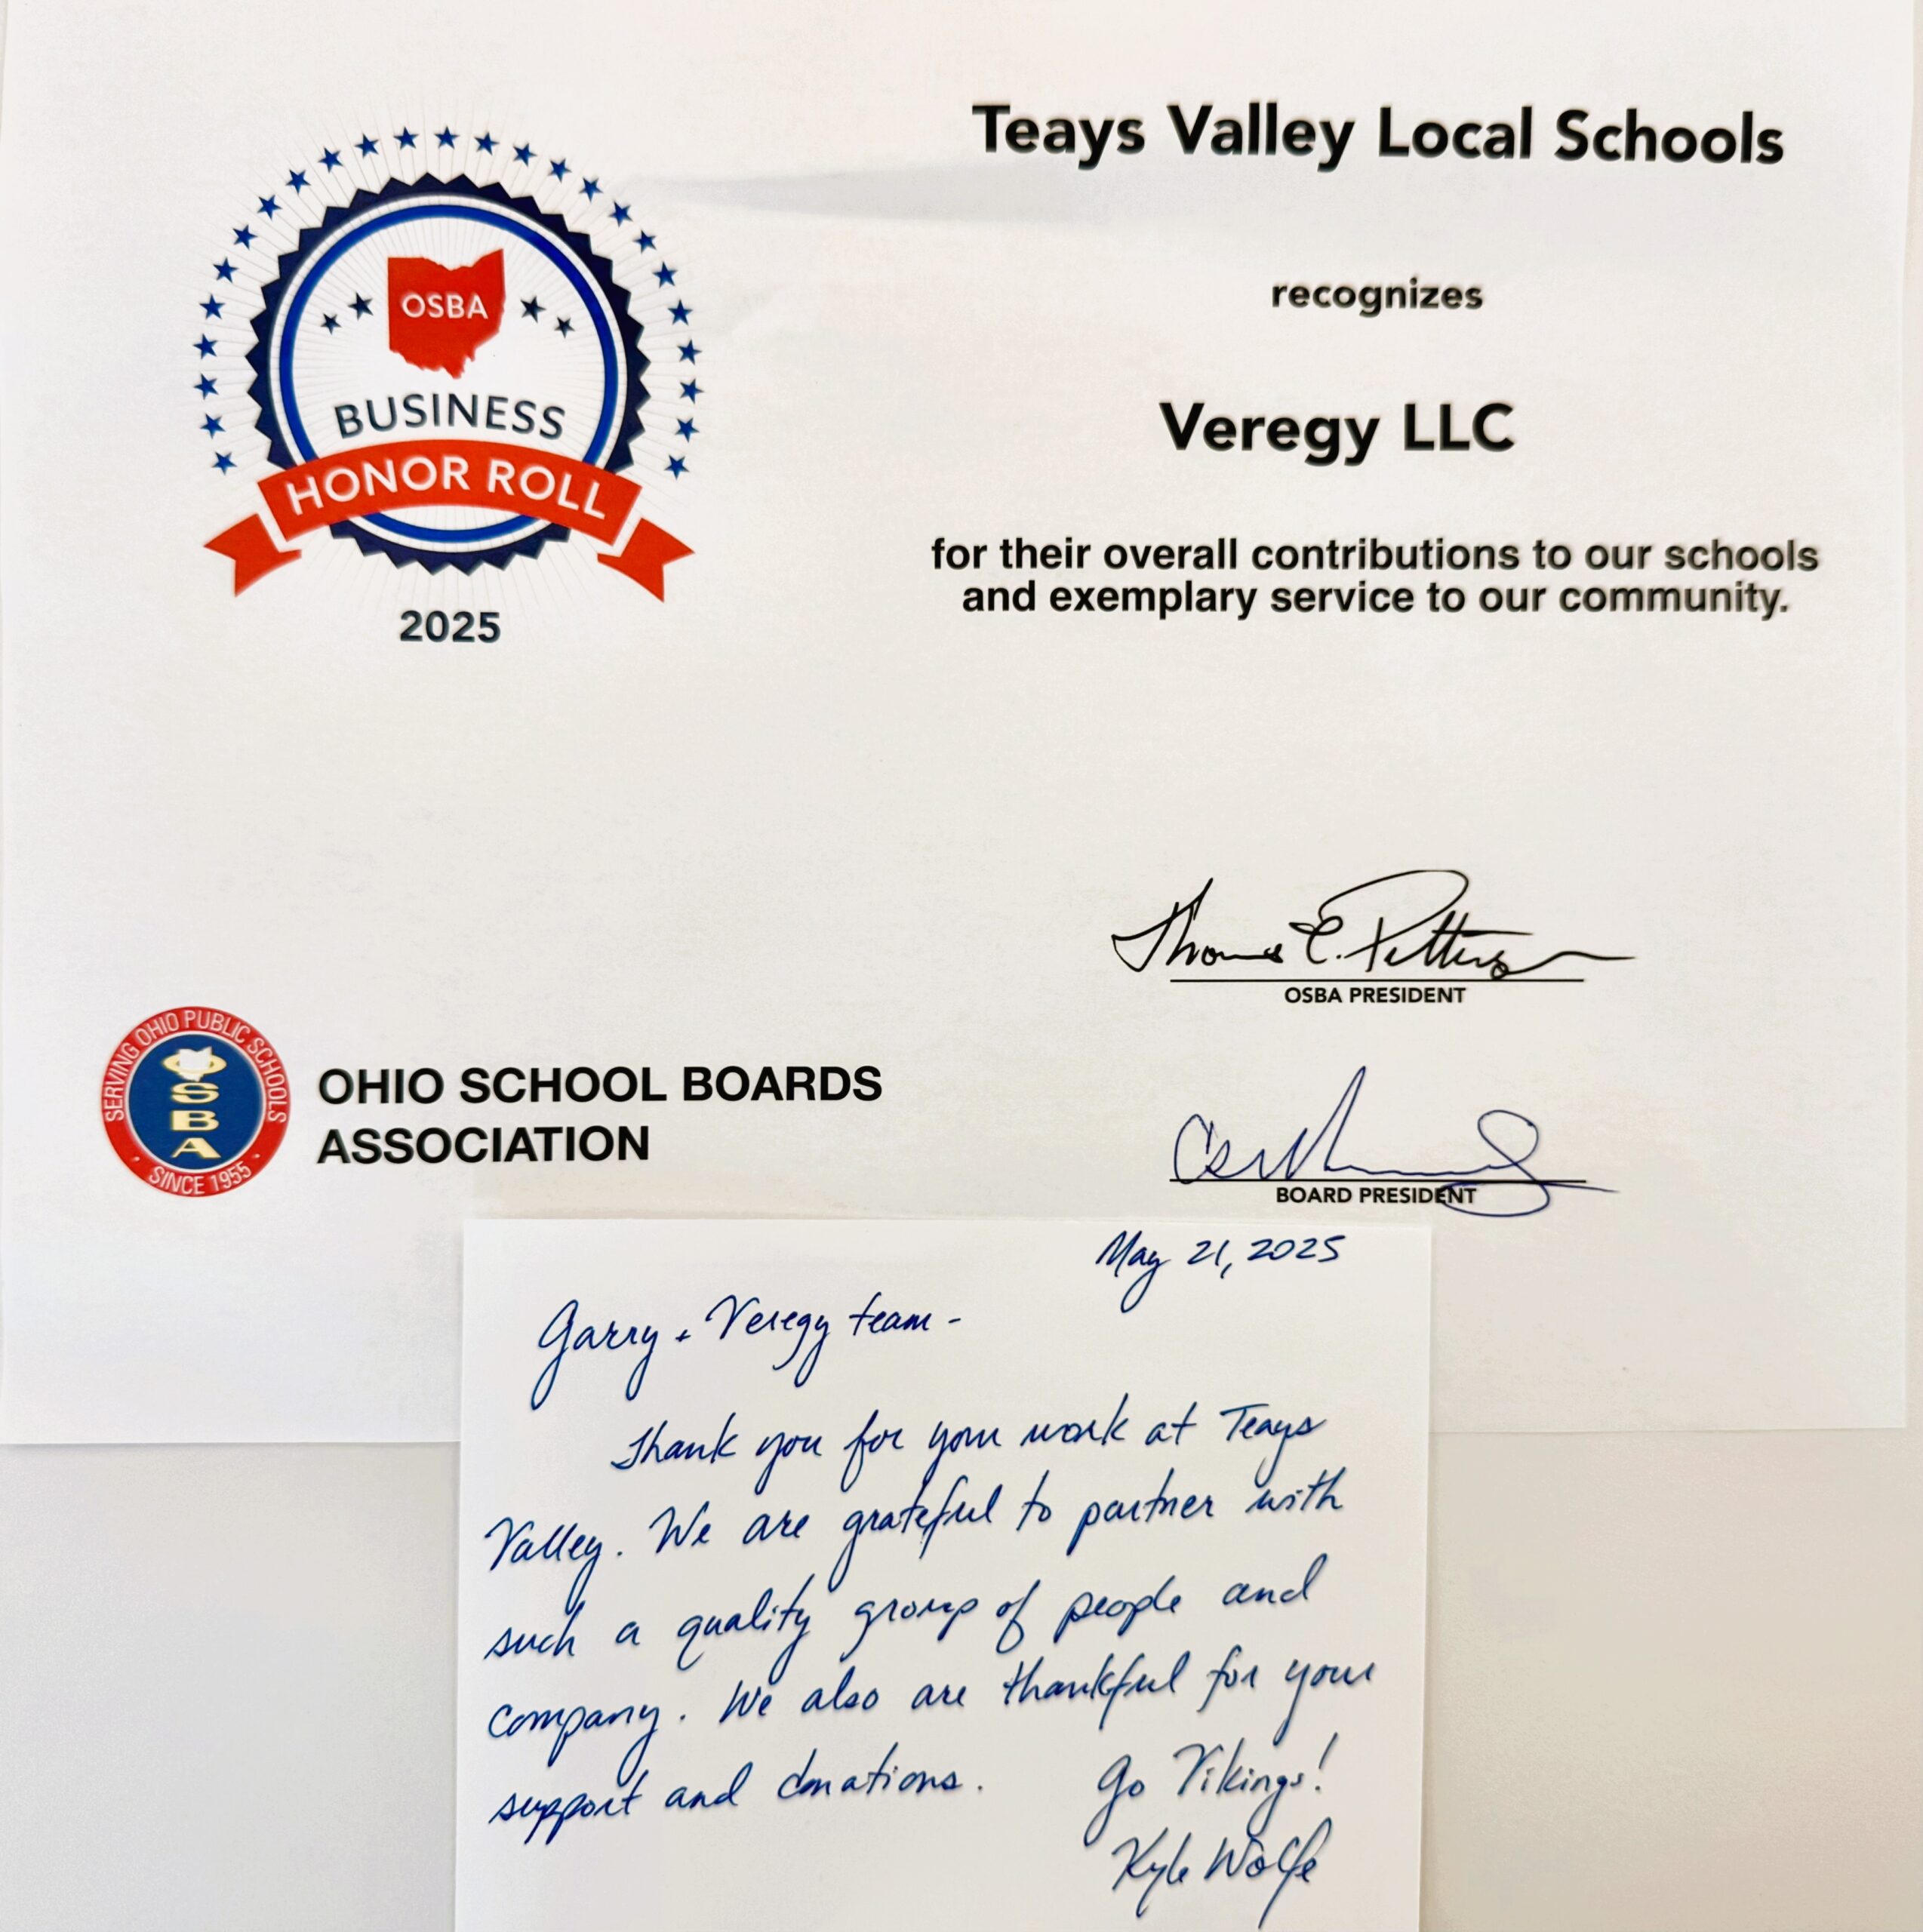 Teays Valley Local Schools
recognizes
Veregy LLC
for their overall contributions to our schools
and exemplary service to our community.
OSBA
BUSINESS
HONOR ROLL
2025
Thomas E.
OSBA PRESIDENT
BOARD PRESIDENT
SERVING OHIO PUBLIC SCHOOLS
OSBA
SINCE 1955
OHIO SCHOOL BOARDS
ASSOCIATION
May 21, 2025
Garry + Veregy team -
Thank you for your work at Teays
Valley. We are grateful to partner with
such a quality group of people and
company. We also are thankful for your
support and donations.
Go Vikings!
Kyle Wolfe